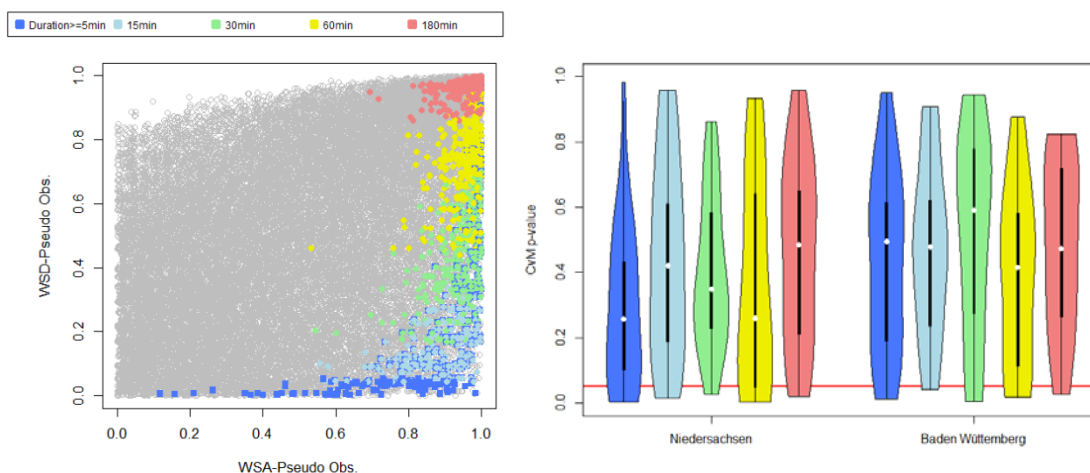 Duration>=5min 15min 30min 60min 180min
1.0
0.8
0.6
0.4
0.2
0.0
WSD-Pseudo Obs.
0.0 0.2 0.4 0.6 0.8 1.0
WSA-Pseudo Obs.
1.0
0.8
0.6
0.4
0.2
0.0
CvM p-value
Niedersachsen Baden Wüttemberg